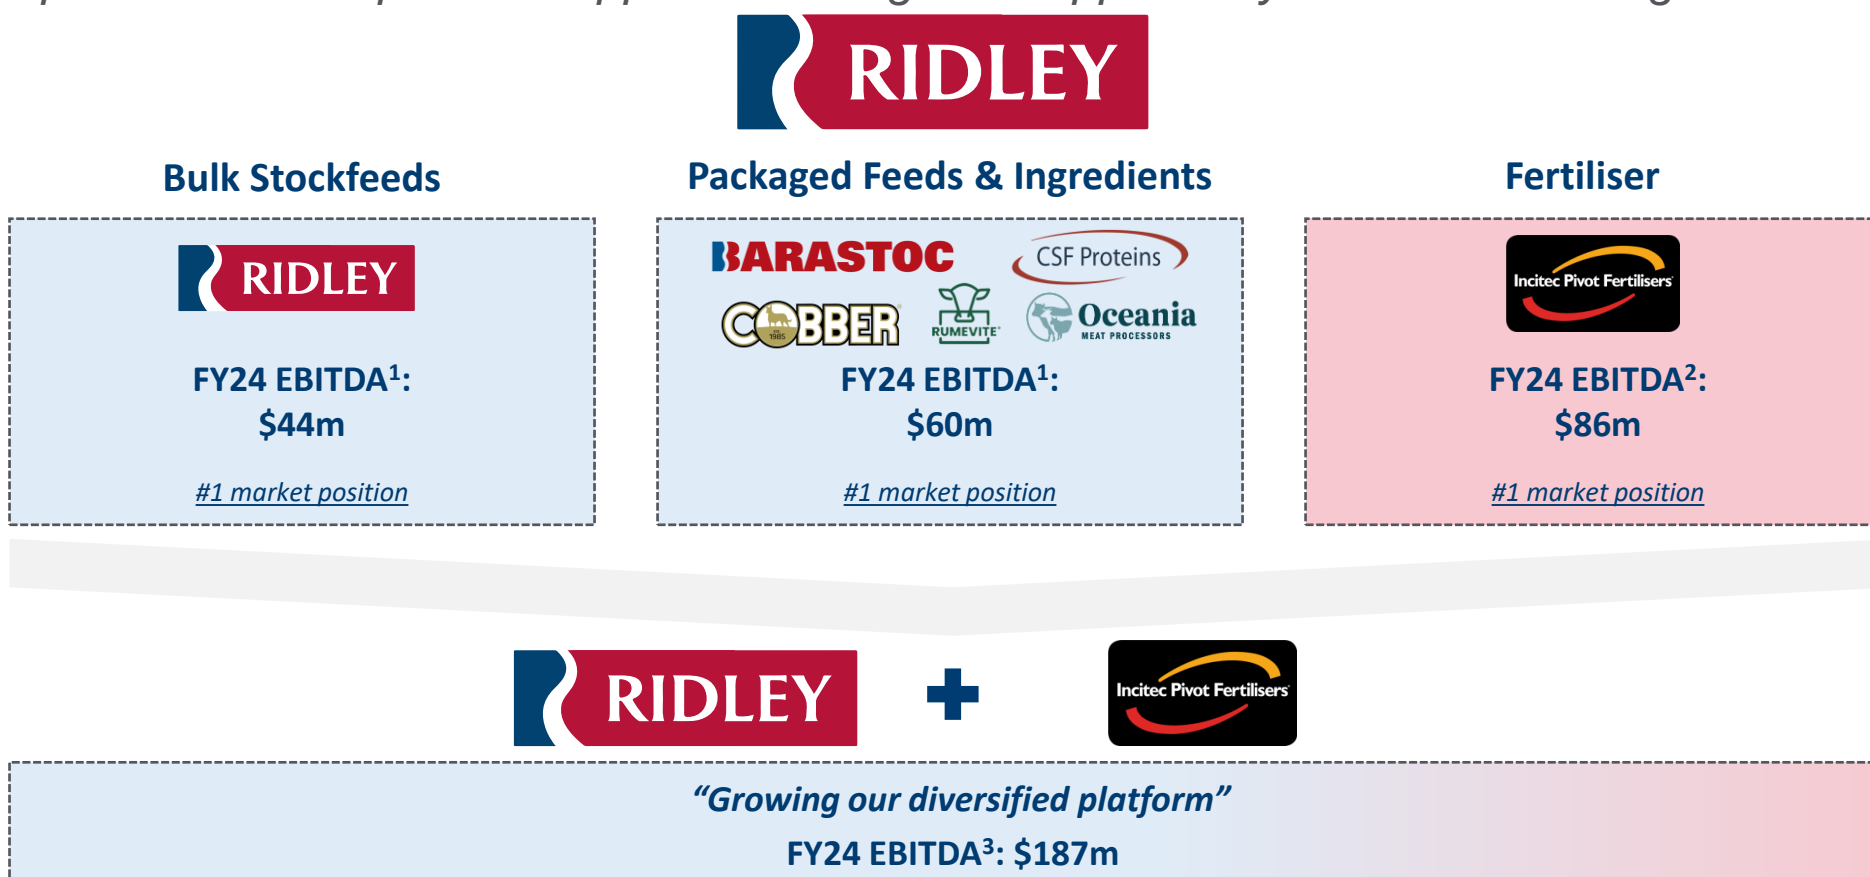 RIDLEY
Bulk Stockfeeds
Packaged Feeds & Ingredients
Fertiliser
RIDLEY
FY24 EBITDA¹:
$44m
#1 market position
BARASTOC
CSF Proteins
COBBER
EST. 1985
RUMEVITE
Oceania
MEAT PROCESSORS
FY24 EBITDA¹:
$60m
#1 market position
Incitec Pivot Fertilisers
FY24 EBITDA²:
$86m
#1 market position
RIDLEY
Incitec Pivot Fertilisers
“Growing our diversified platform”
FY24 EBITDA³: $187m